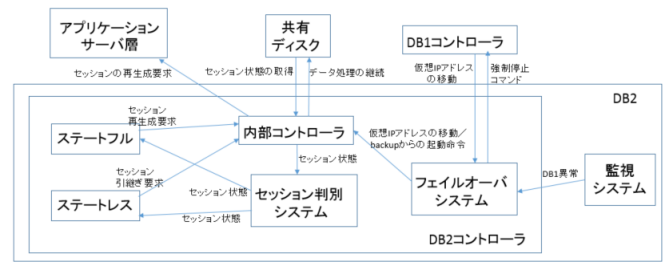 アプリケーション
サーバ層
共有
ディスク
DB1コントローラ
セッションの再生成要求
セッション状態の取得
データ処理の継続
仮想IPアドレス
の移動
強制停止
コマンド
DB2
セッション
再生成要求
ステートフル
内部コントローラ
仮想IPアドレスの移動/
backupからの起動命令
セッション
引継ぎ要求
セッション状態
ステートレス
セッション状態
セッション判別
システム
セッション状態
フェイルオーバ
システム
DB1異常
監視
システム
DB2コントローラ